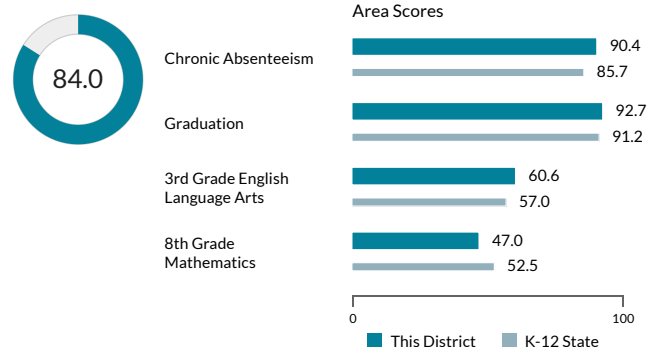 Area Scores
84.0
Chronic Absenteeism
90.4
85.7
Graduation
92.7
91.2
3rd Grade English
Language Arts
60.6
57.0
8th Grade
Mathematics
47.0
52.5
0 100
This District K-12 State